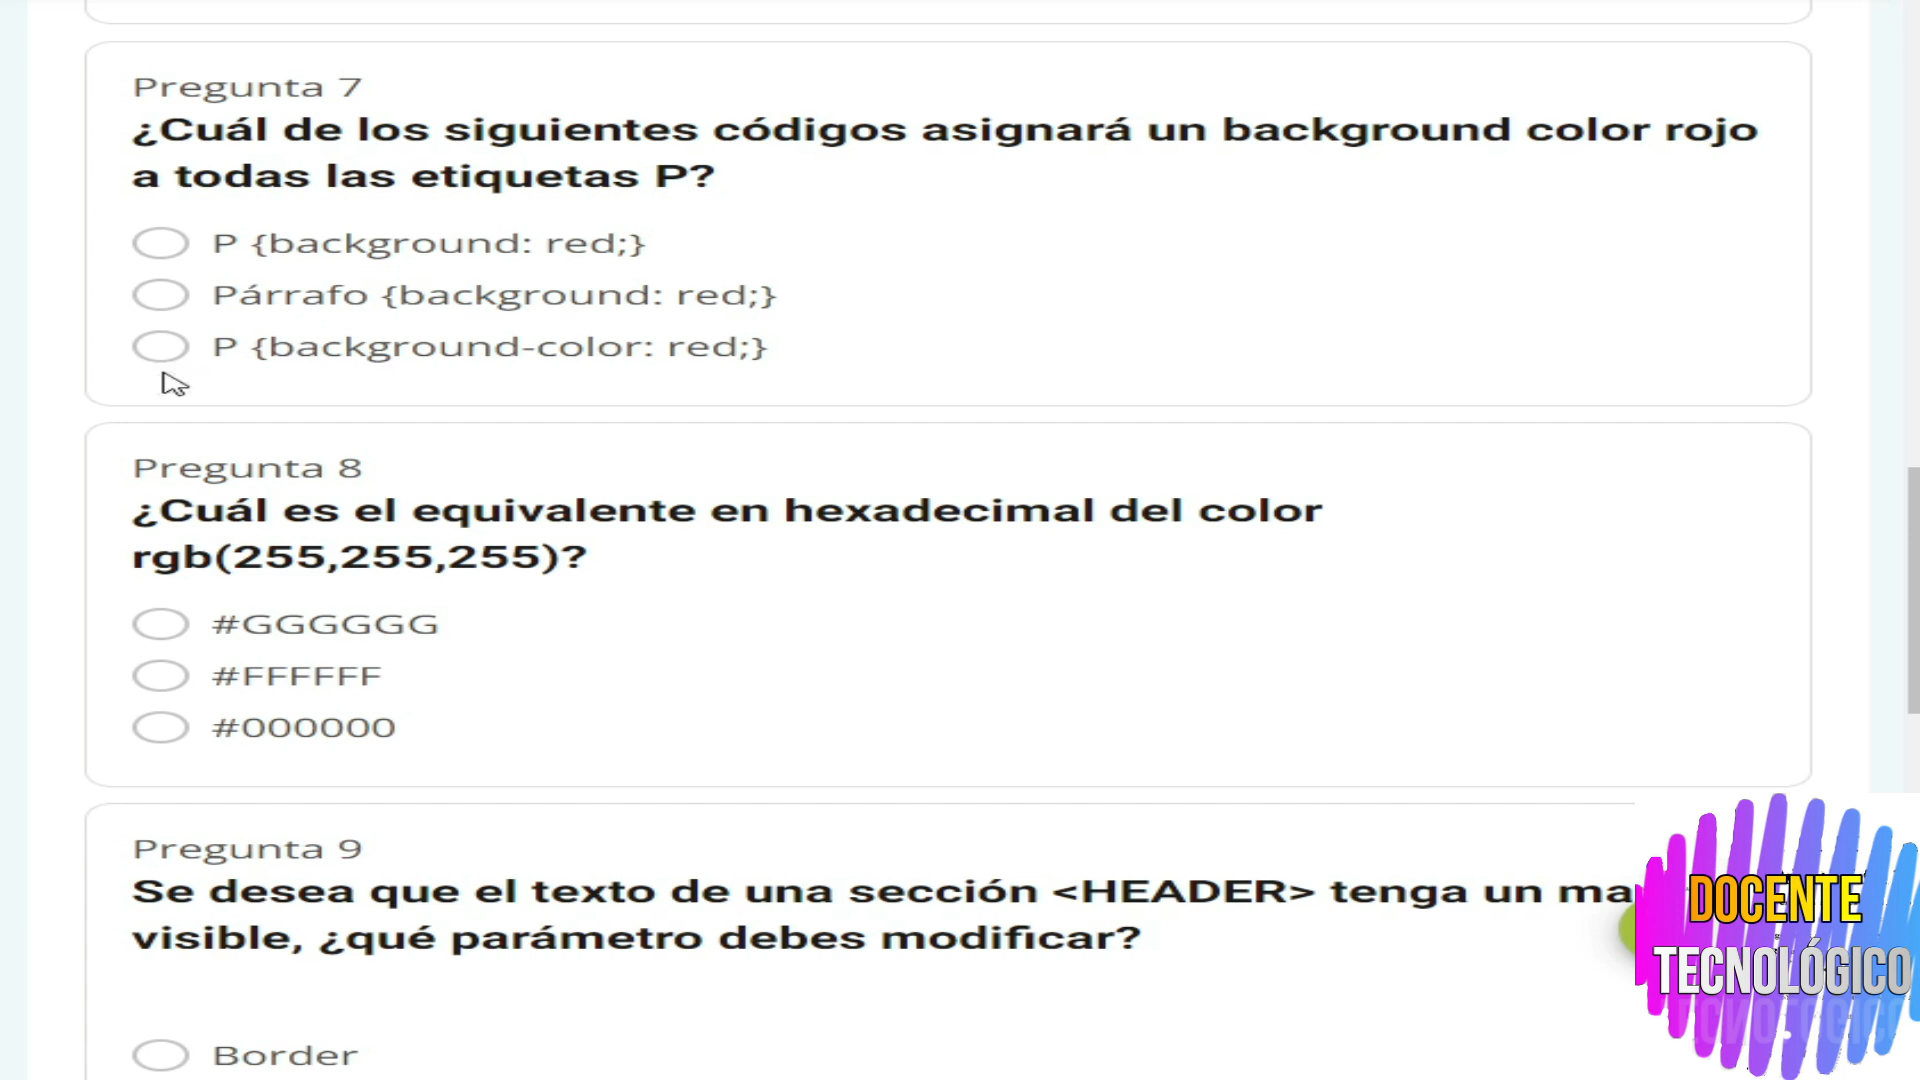 Pregunta 7
¿Cuál de los siguientes códigos asignará un background color rojo
a todas las etiquetas P?
P {background: red;}
Párrafo {background: red;}
P {background-color: red;}
Pregunta 8
¿Cuál es el equivalente en hexadecimal del color
rgb(255,255,255)?
#GGGGGG
#FFFFFF
#000000
Pregunta 9
Se desea que el texto de una sección <HEADER> tenga un
visible, ¿qué parámetro debes modificar?
Border
DOCENTE
TECNOLÓGICO